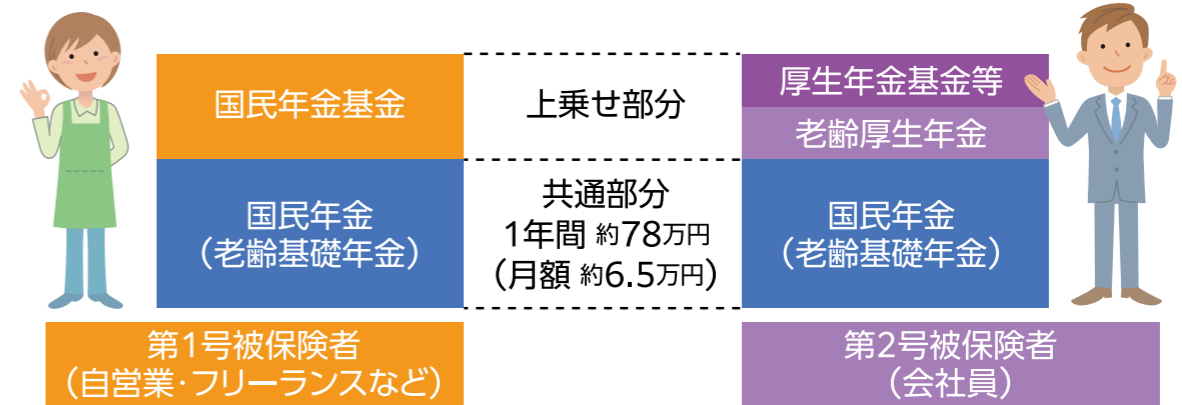 国民年金基金
上乗せ部分
厚生年金基金等
老齢厚生年金
国民年金
（老齢基礎年金）
共通部分
1年間 約78万円
（月額 約6.5万円）
国民年金
（老齢基礎年金）
第1号被保険者
（自営業・フリーランスなど）
第2号被保険者
（会社員）